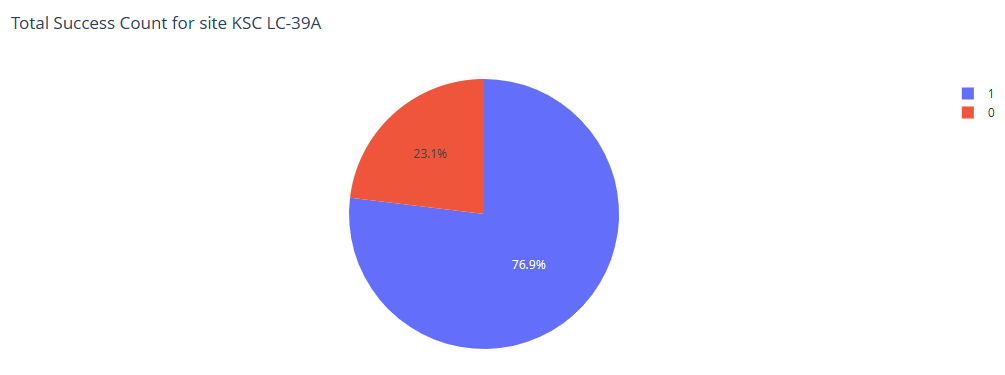 Total Success Count for site KSC LC-39A
1
0
23.1%
76.9%